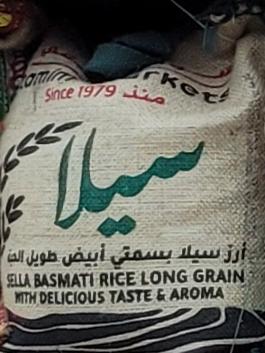 Since 1979 منذ
سيلا
أرز سيلا بسمتي أبيض طويل
SELLA BASMATI RICE LONG GRAIN
WITH DELICIOUS TASTE & AROMA